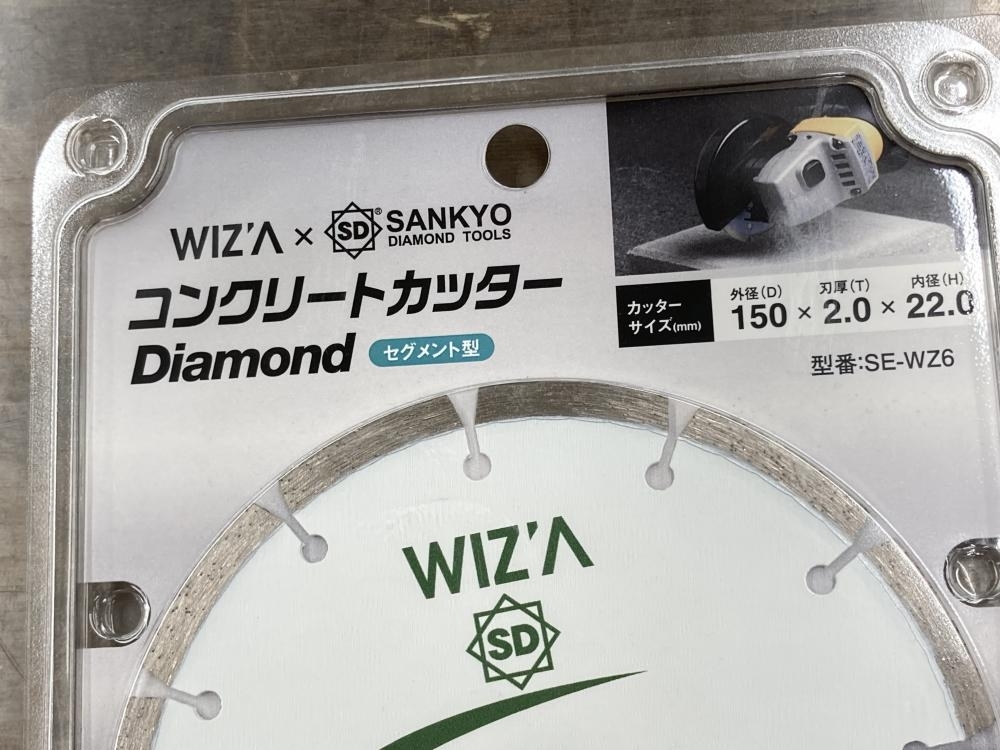 WIZ'A × SD® SANKYO
DIAMOND TOOLS
コンクリートカッター
Diamond セグメント型
カッター
サイズ(mm)
外径(D) 刃厚(T) 内径(H)
150 × 2.0 × 22.0
型番:SE-WZ6
WIZ'A
SD